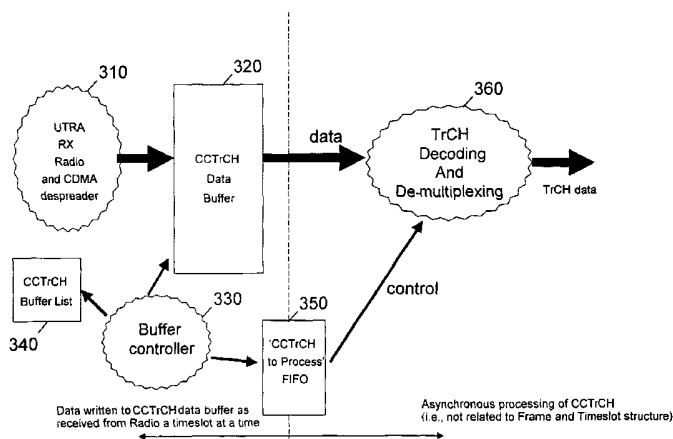 310
UTRA
RX
Radio
and CDMA
despreader
320
CCTrCH
Data
Buffer
data
360
TrCH
Decoding
And
De-multiplexing
TrCH data
CCTrCH
Buffer List
340
330
Buffer
controller
350
'CCTrCH
to Process'
FIFO
control
Data written to CCTrCH data buffer as
received from Radio a timeslot at a time
Asynchronous processing of CCTrCH
(i.e., not related to Frame and Timeslot structure)